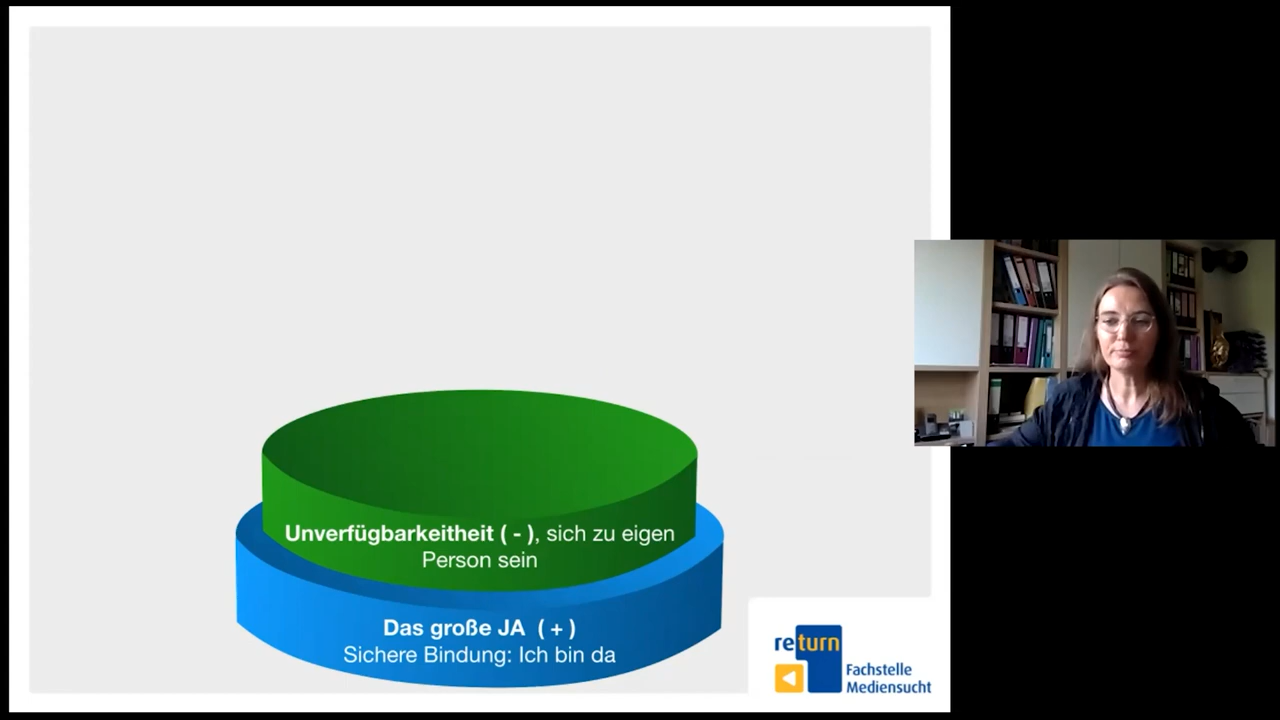 Unverfügbarkeitheit ( - ), sich zu eigen
Person sein
Das große JA ( + )
Sichere Bindung: Ich bin da
return
Fachstelle
Mediensucht